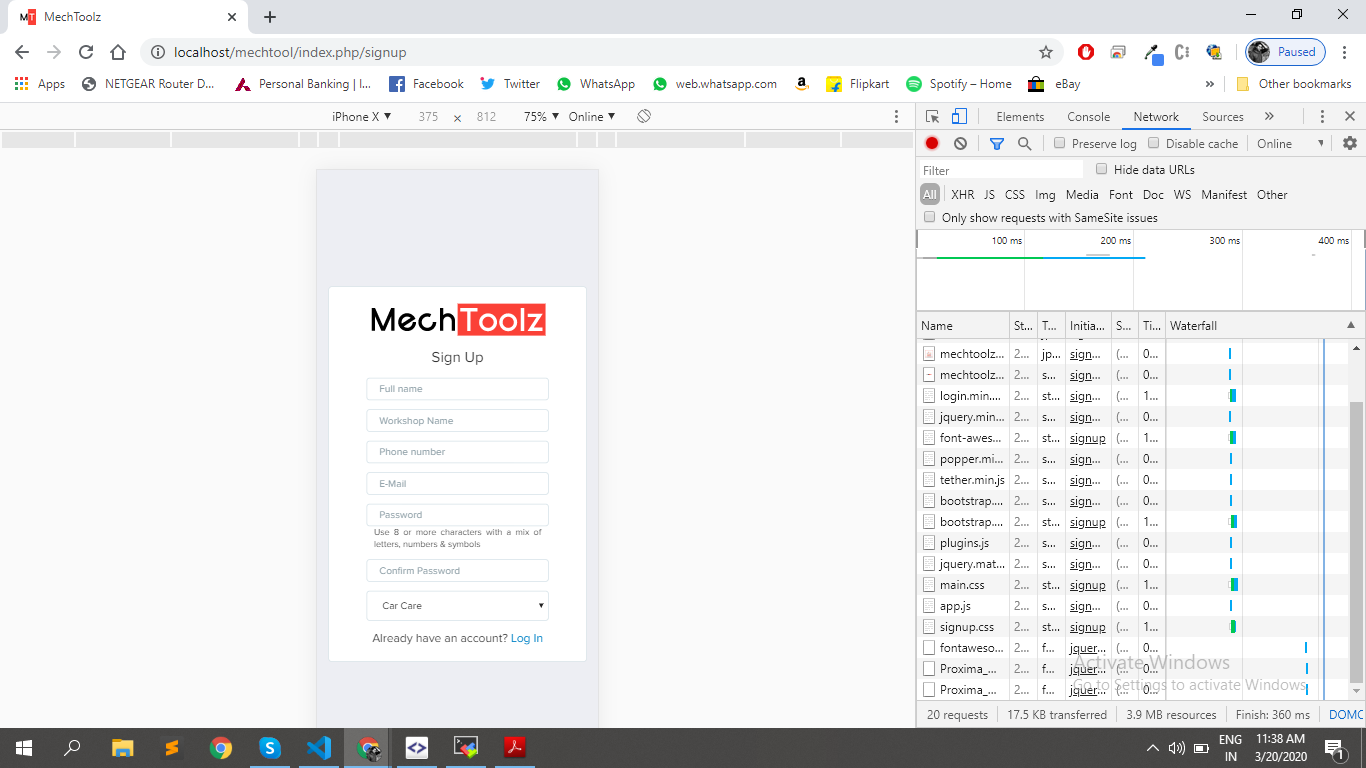 MT MechToolz
localhost/mechtool/index.php/signup
Paused
Apps NETGEAR Router D... Personal Banking | I... Facebook Twitter WhatsApp web.whatsapp.com Flipkart Spotify – Home eBay » Other bookmarks
iPhone X ▼ 375 × 812 75% ▼ Online ▼
MechToolz
Sign Up
Full name
Workshop Name
Phone number
E-Mail
Password
Use 8 or more characters with a mix of
letters, numbers & symbols
Confirm Password
Car Care
Already have an account? Log In
Elements Console Network Sources »
Preserve log Disable cache Online
Filter Hide data URLs
All XHR JS CSS Img Media Font Doc WS Manifest Other
Only show requests with SameSite issues
100 ms 200 ms 300 ms 400 ms
Name St... T... Initia... S... Ti... Waterfall
mechtoolz... 2... jp... sign... (... 0...
mechtoolz... 2... s... sign... (... 0...
login.min.... 2... st... sign... (... 1...
jquery.min... 2... s... sign... (... 0...
font-awes... 2... st... signup (... 1...
popper.mi... 2... s... sign... (... 0...
tether.min.js 2... s... sign... (... 0...
bootstrap.... 2... s... sign... (... 0...
bootstrap.... 2... st... signup (... 1...
plugins.js 2... s... sign... (... 0...
jquery.mat... 2... s... sign... (... 0...
main.css 2... st... signup (... 1...
app.js 2... s... sign... (... 0...
signup.css 2... st... signup (... 1...
fontaweso... 2... f... jquer... (... 0...
Proxima_... 2... f... jquer... (... 0...
Proxima_... 2... f... jquer... (... 0...
Activate Windows
Go to Settings to activate Windows.
20 requests 17.5 KB transferred 3.9 MB resources Finish: 360 ms DOMC
ENG 11:38 AM
IN 3/20/2020 1